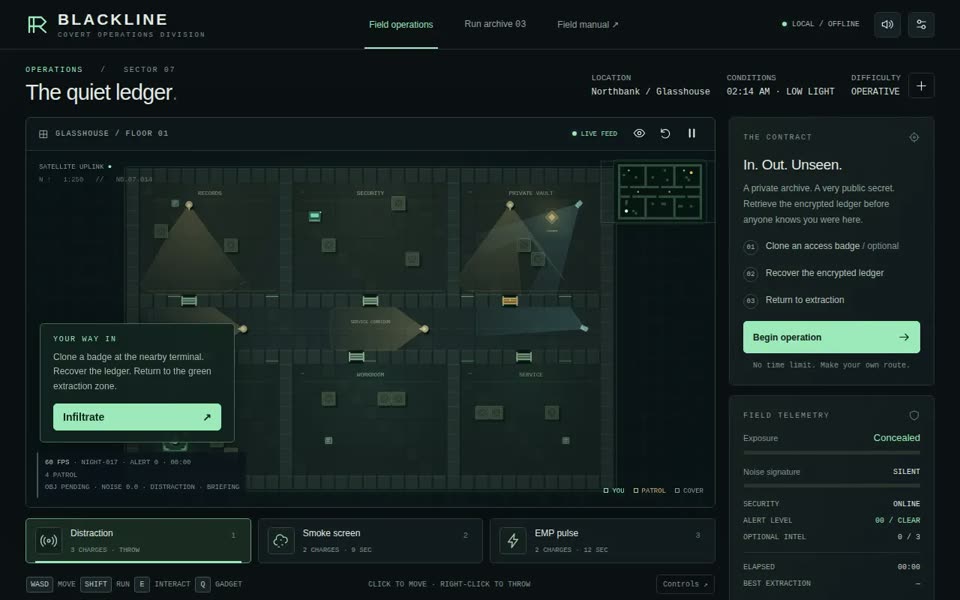 BLACKLINE
COVERT OPERATIONS DIVISION
Field operations
Run archive 03
Field manual ↗
LOCAL / OFFLINE
OPERATIONS / SECTOR 07
The quiet ledger.
LOCATION
Northbank / Glasshouse
CONDITIONS
02:14 AM · LOW LIGHT
DIFFICULTY
OPERATIVE
GLASSHOUSE / FLOOR 01
LIVE FEED
SATELLITE UPLINK
N ↑ 1:250 // NO.07.014
RECORDS
SECURITY
PRIVATE VAULT
SERVICE CORRIDOR
WORKROOM
SERVICE
YOUR WAY IN
Clone a badge at the nearby terminal.
Recover the ledger. Return to the green
extraction zone.
Infiltrate ↗
60 FPS · NIGHT-017 · ALERT 0 · 00:00
4 PATROL
OBJ PENDING · NOISE 0.0 · DISTRACTION · BRIEFING
YOU
PATROL
COVER
Distraction 1
3 CHARGES · THROW
Smoke screen 2
2 CHARGES · 9 SEC
EMP pulse 3
2 CHARGES · 12 SEC
WASD MOVE SHIFT RUN E INTERACT Q GADGET
CLICK TO MOVE · RIGHT-CLICK TO THROW
Controls ↗
THE CONTRACT
In. Out. Unseen.
A private archive. A very public secret.
Retrieve the encrypted ledger before
anyone knows you were here.
01 Clone an access badge / optional
02 Recover the encrypted ledger
03 Return to extraction
Begin operation →
No time limit. Make your own route.
FIELD TELEMETRY
Exposure Concealed
Noise signature SILENT
SECURITY ONLINE
ALERT LEVEL 00 / CLEAR
OPTIONAL INTEL 0 / 3
ELAPSED 00:00
BEST EXTRACTION —